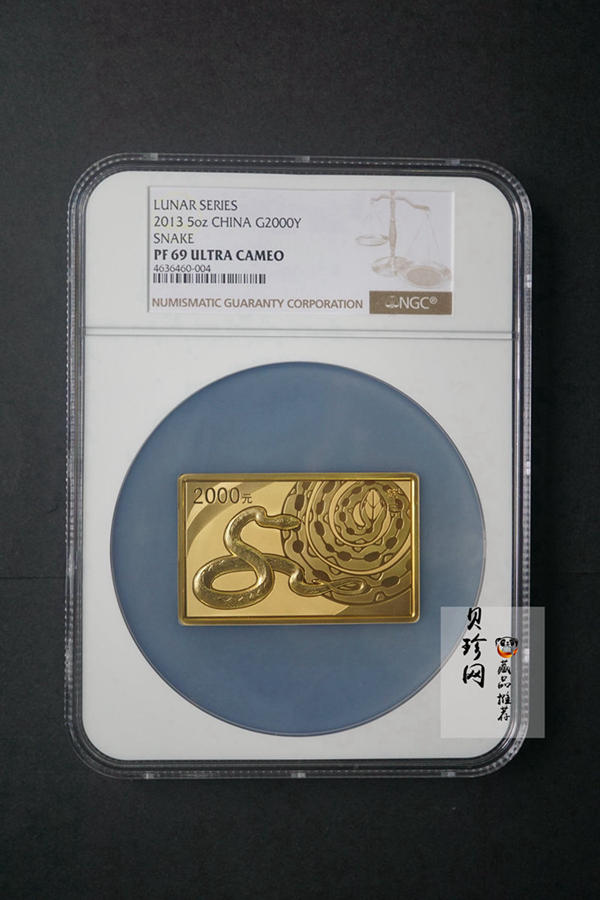 LUNAR SERIES
2013 5oz CHINA G2000Y
SNAKE
PF 69 ULTRA CAMEO
4636460-004
NUMISMATIC GUARANTY CORPORATION
NGC®
2000元
贝珍网
藏品推荐